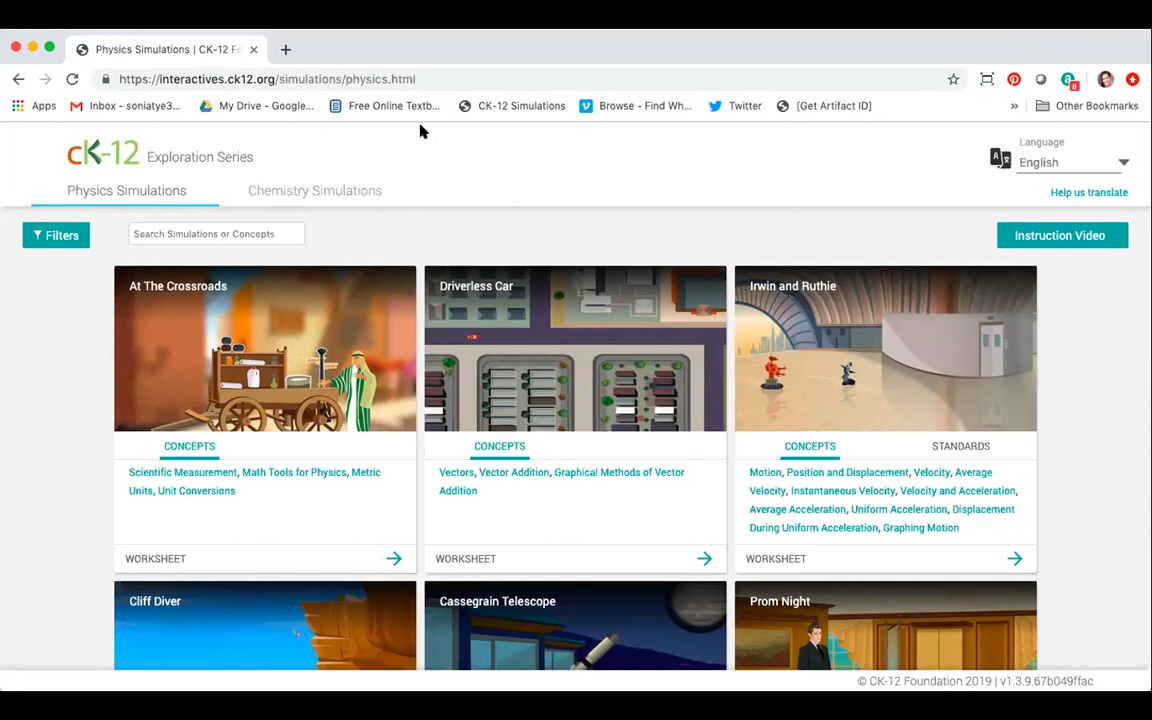 Physics Simulations | CK-12 Fo
https://interactives.ck12.org/simulations/physics.html
Apps Inbox - soniatye3... My Drive - Google... Free Online Textb... CK-12 Simulations Browse - Find Wh... Twitter [Get Artifact ID] » Other Bookmarks
8
cK-12 Exploration Series
Language
English
Physics Simulations Chemistry Simulations
Help us translate
Filters Search Simulations or Concepts Instruction Video
At The Crossroads
CONCEPTS
Scientific Measurement, Math Tools for Physics, Metric
Units, Unit Conversions
WORKSHEET
Driverless Car
CONCEPTS
Vectors, Vector Addition, Graphical Methods of Vector
Addition
WORKSHEET
Irwin and Ruthie
CONCEPTS STANDARDS
Motion, Position and Displacement, Velocity, Average
Velocity, Instantaneous Velocity, Velocity and Acceleration,
Average Acceleration, Uniform Acceleration, Displacement
During Uniform Acceleration, Graphing Motion
WORKSHEET
Cliff Diver
Cassegrain Telescope
Prom Night
© CK-12 Foundation 2019 | v1.3.9.67b049ffac